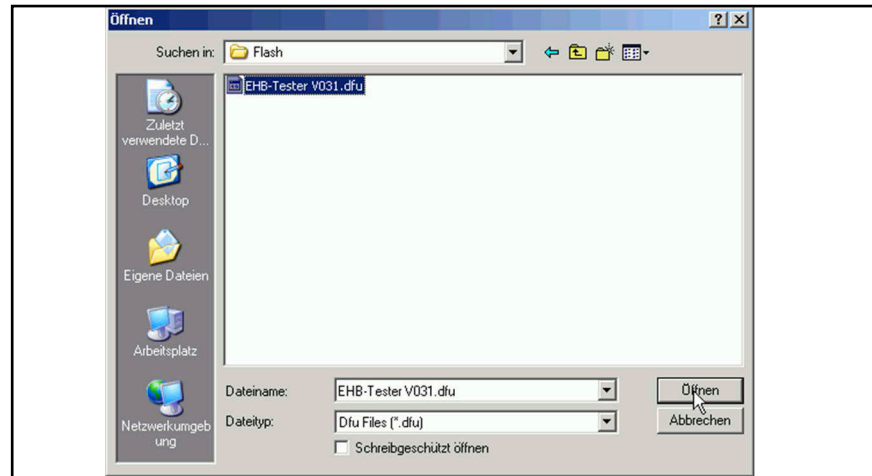 Öffnen
Suchen in:
Flash
EHB-Tester V031.dfu
Zuletzt
verwendete D...
Desktop
Eigene Dateien
Arbeitsplatz
Netzwerkumgeb
ung
Dateiname:
EHB-Tester V031.dfu
Öffnen
Dateityp:
Dfu Files (*.dfu)
Abbrechen
Schreibgeschützt öffnen